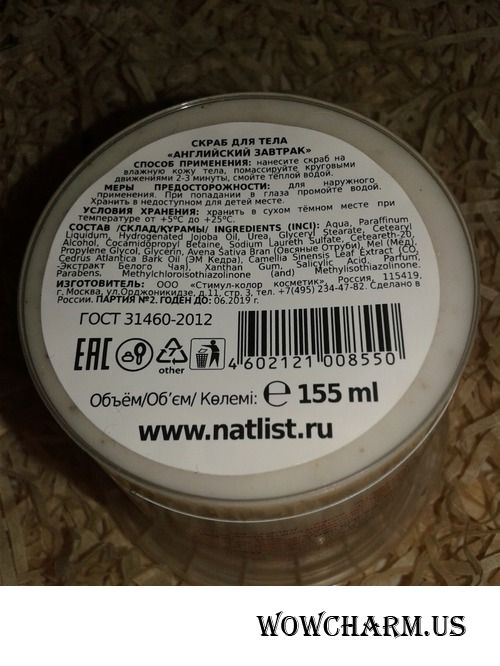 СКРАБ ДЛЯ ТЕЛА
«АНГЛИЙСКИЙ ЗАВТРАК»
СПОСОБ ПРИМЕНЕНИЯ: нанесите скраб на
влажную кожу тела, помассируйте круговыми
движениями 2-3 минуты, смойте тёплой водой.
МЕРЫ ПРЕДОСТОРОЖНОСТИ: для наружного
применения. При попадании в глаза промойте водой.
Хранить в недоступном для детей месте.
УСЛОВИЯ ХРАНЕНИЯ: хранить в сухом тёмном месте при
температуре от +5°С до +25°С.
СОСТАВ /СКЛАД/ҚҰРАМЫ/ INGREDIENTS (INCI): Aqua, Paraffinum
Liquidum, Hydrogenated Jojoba Oil, Urea, Glyceryl Stearate, Cetearyl
Alcohol, Cocamidopropyl Betaine, Sodium Laureth Sulfate, Ceteareth-20,
Propylene Glycol, Glycerin, Avena Sativa Bran (Овсяные Отруби), Mel (Мёд),
Cedrus Atlantica Bark Oil (ЭМ Кедра), Camellia Sinensis Leaf Extract (CO
-Экстракт Белого Чая), Xanthan Gum, Salicylic Acid, Parfum,
Parabens, Methylchloroisothiazolinone (and) Methylisothiazolinone.
ИЗГОТОВИТЕЛЬ: ООО «Стимул-колор косметик» Россия, 115419,
г. Москва, ул.Орджоникидзе, д.11, стр. 3, тел. +7(495) 234-47-82. Сделано в
России. ПАРТИЯ №2. ГОДЕН ДО: 06.2019 г.
ГОСТ 31460-2012
EAC
other
4 602121 008550
Объём/Об'єм/ Көлемі: ℮ 155 ml
www.natlist.ru
WOWCHARM.US